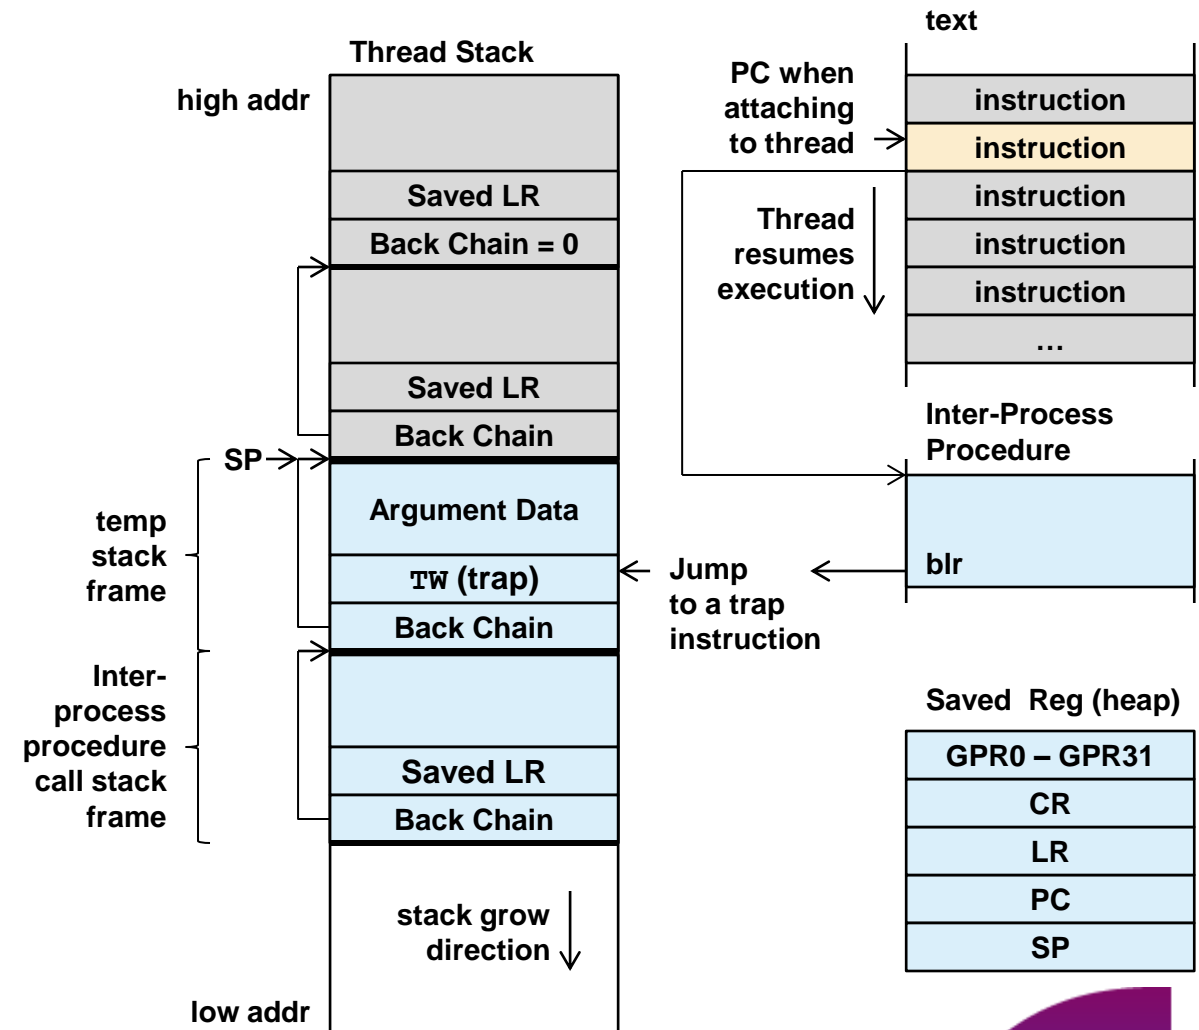 Thread Stack
high addr
Saved LR
Back Chain = 0
Saved LR
Back Chain
SP
Argument Data
TW (trap)
Back Chain
temp
stack
frame
Inter-
process
procedure
call stack
frame
Saved LR
Back Chain
stack grow
direction
low addr
text
PC when
attaching
to thread
instruction
instruction
instruction
instruction
instruction
…
Thread
resumes
execution
Inter-Process
Procedure
blr
Jump
to a trap
instruction
Saved Reg (heap)
GPR0 – GPR31
CR
LR
PC
SP